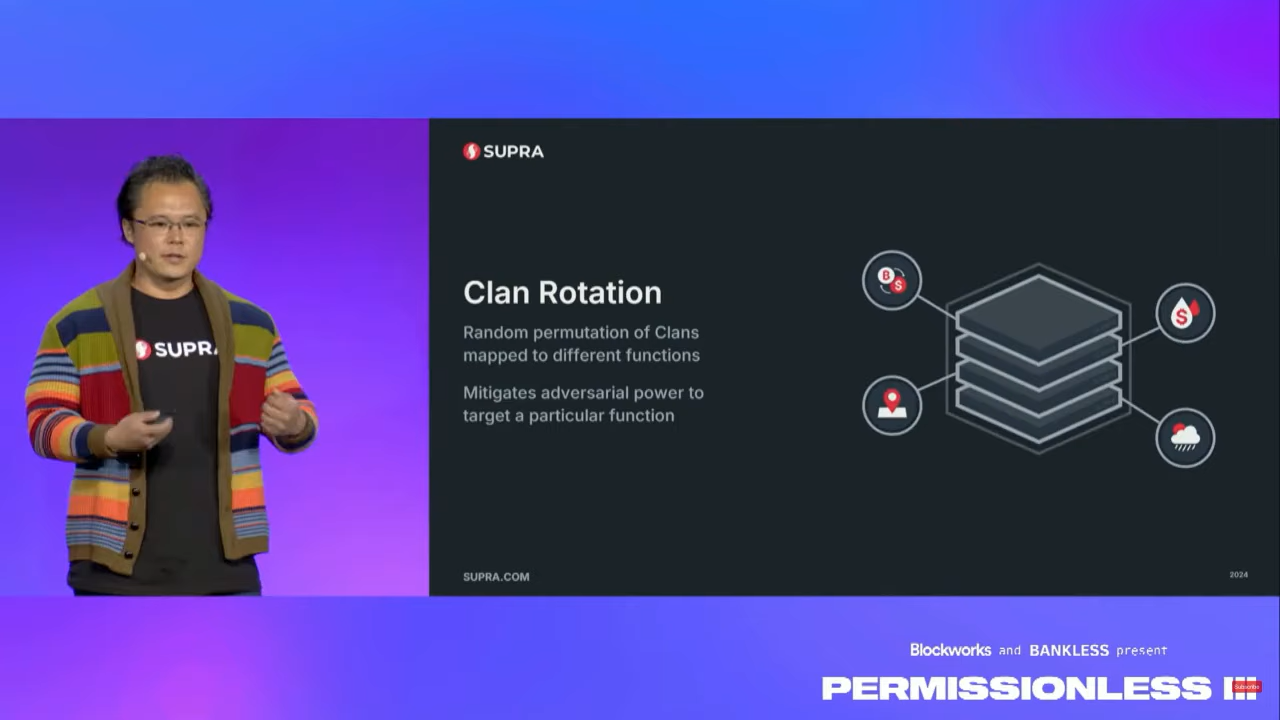 SUPRA
Clan Rotation
Random permutation of Clans
mapped to different functions
Mitigates adversarial power to
target a particular function
B
$
$
SUPRA
SUPRA.COM
2024
Blockworks and BANKLESS present
PERMISSIONLESS III
Subscribe